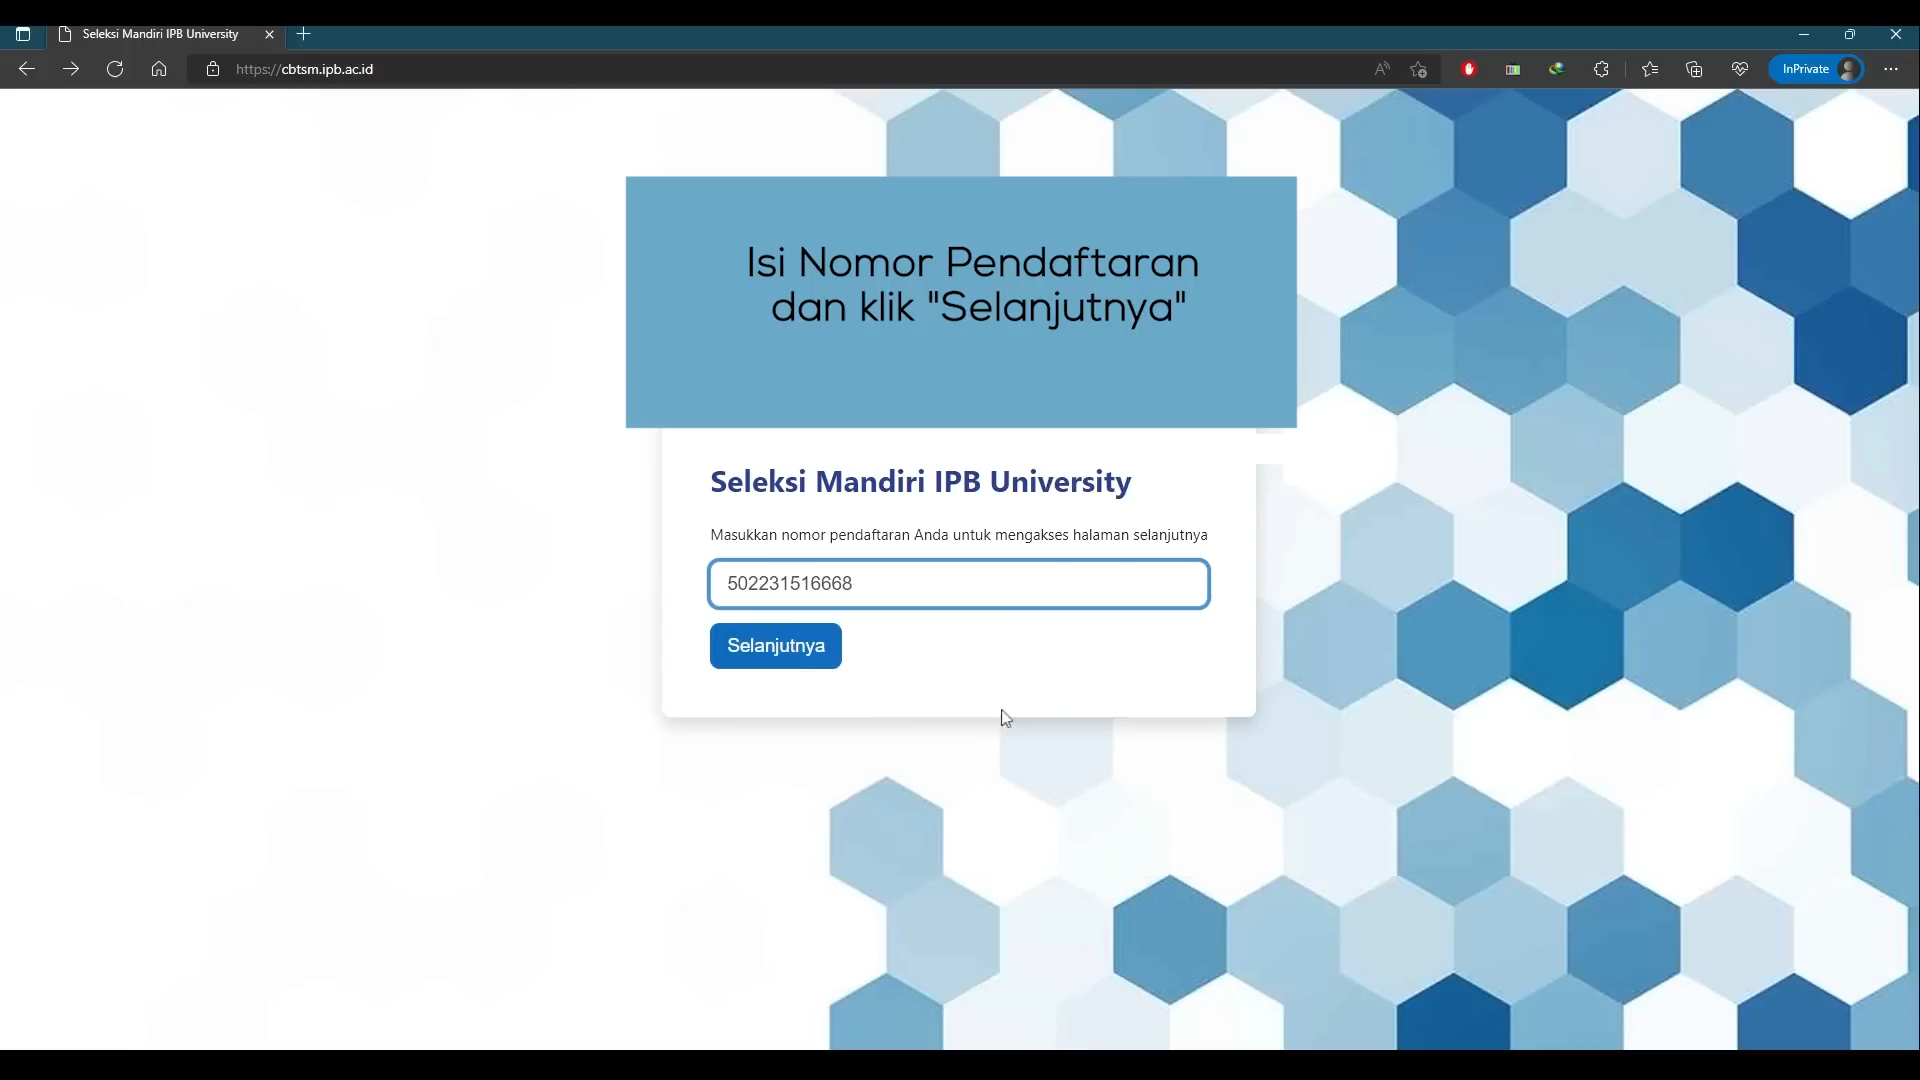 Seleksi Mandiri IPB University
https://cbtsm.ipb.ac.id
InPrivate
Isi Nomor Pendaftaran
dan klik "Selanjutnya"
Seleksi Mandiri IPB University
Masukkan nomor pendaftaran Anda untuk mengakses halaman selanjutnya
502231516668
Selanjutnya